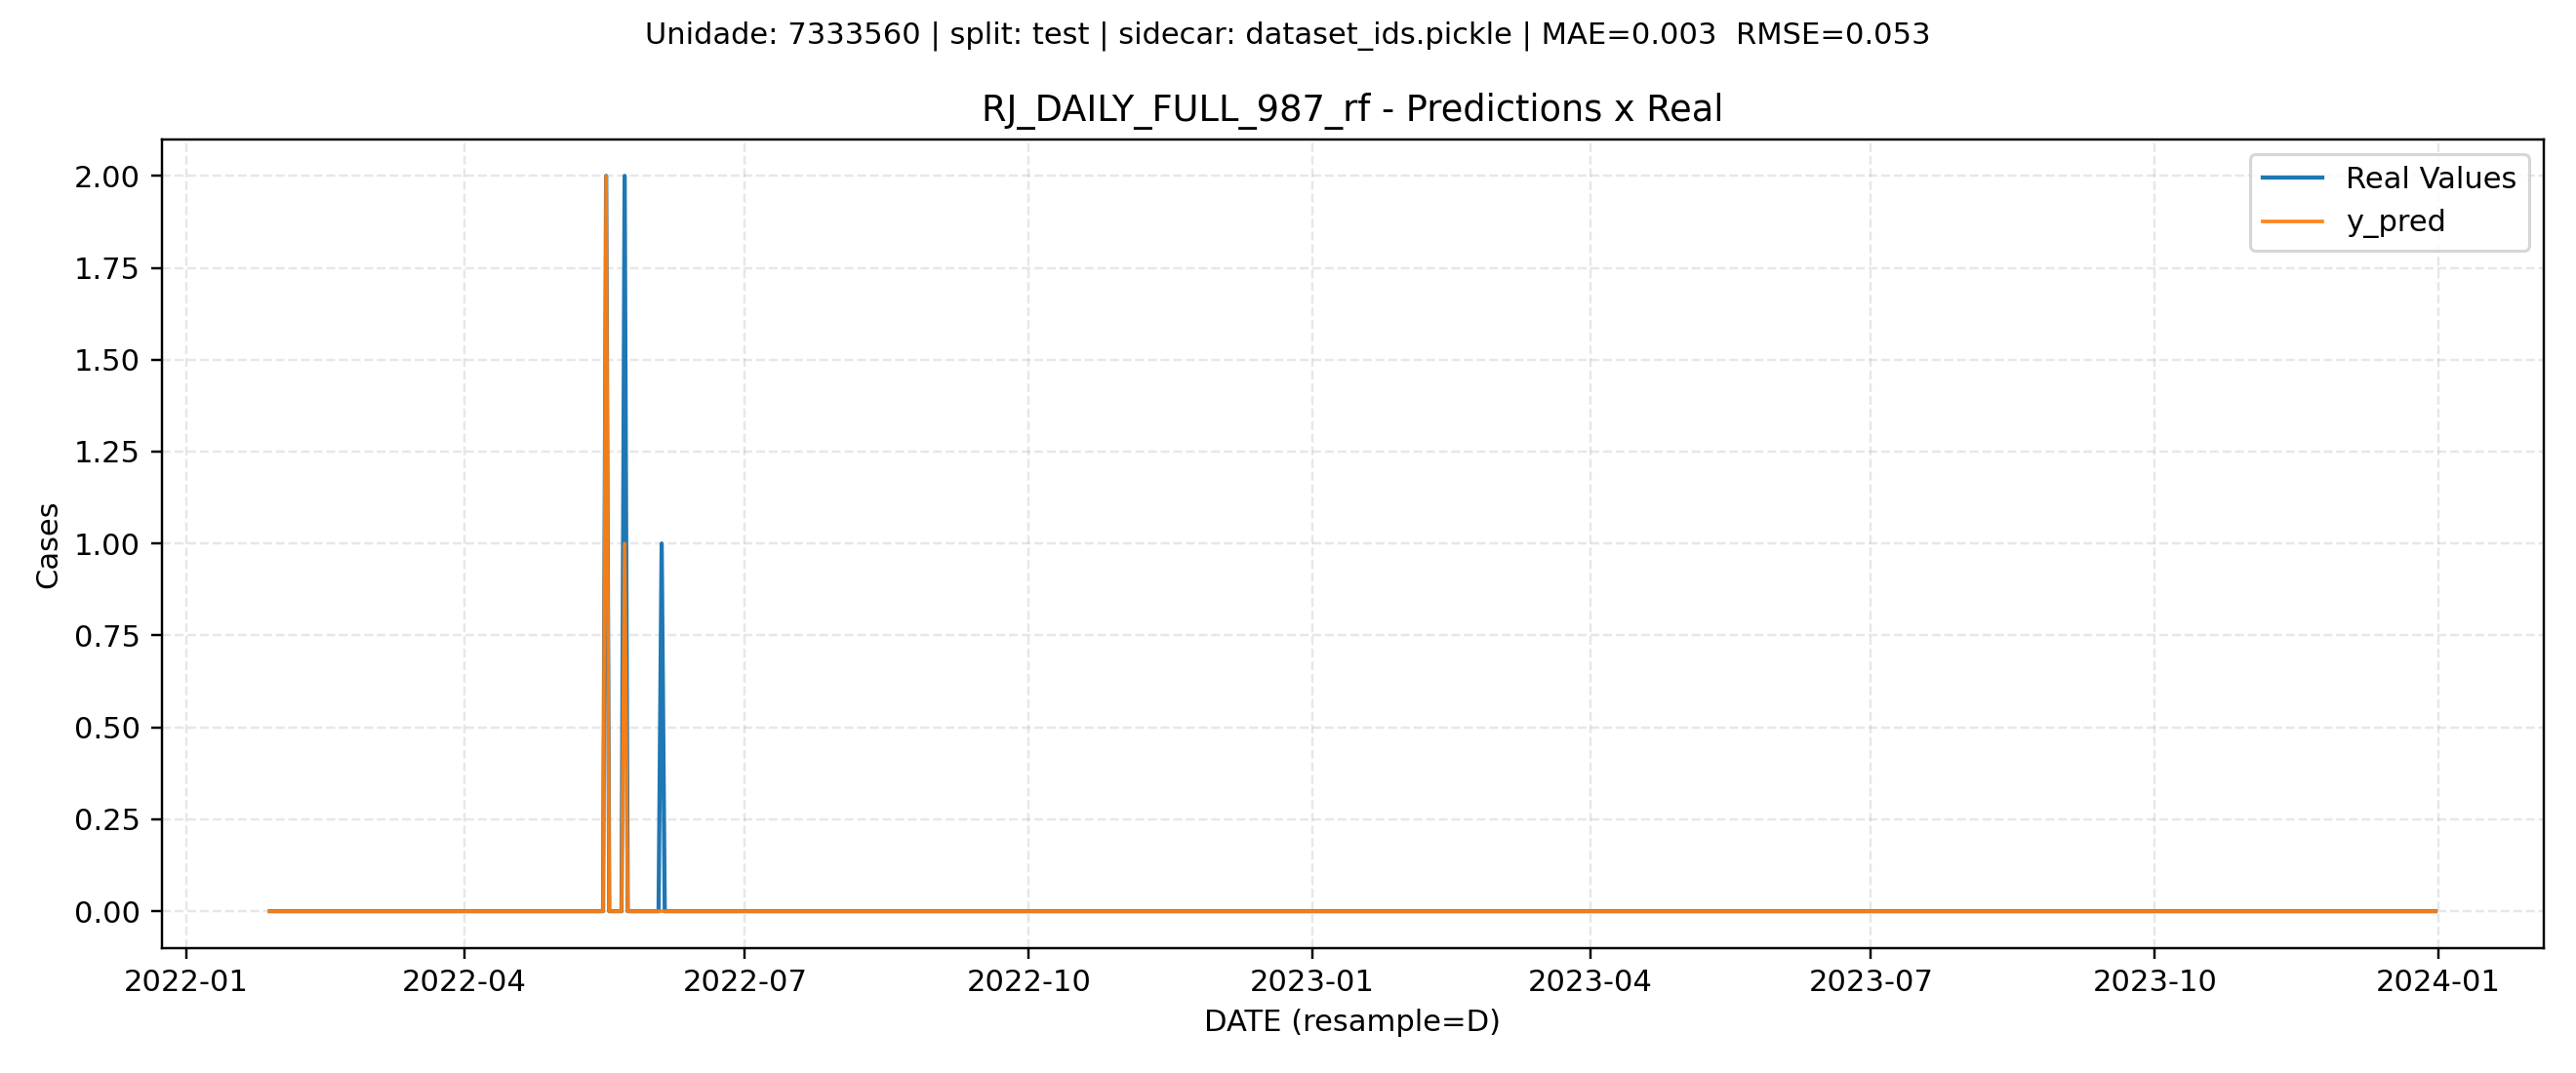 Unidade: 7333560 | split: test | sidecar: dataset_ids.pickle | MAE=0.003  RMSE=0.053
RJ_DAILY_FULL_987_rf - Predictions x Real
Real Values
y_pred
Cases
2.00
1.75
1.50
1.25
1.00
0.75
0.50
0.25
0.00
2022-01 2022-04 2022-07 2022-10 2023-01 2023-04 2023-07 2023-10 2024-01
DATE (resample=D)